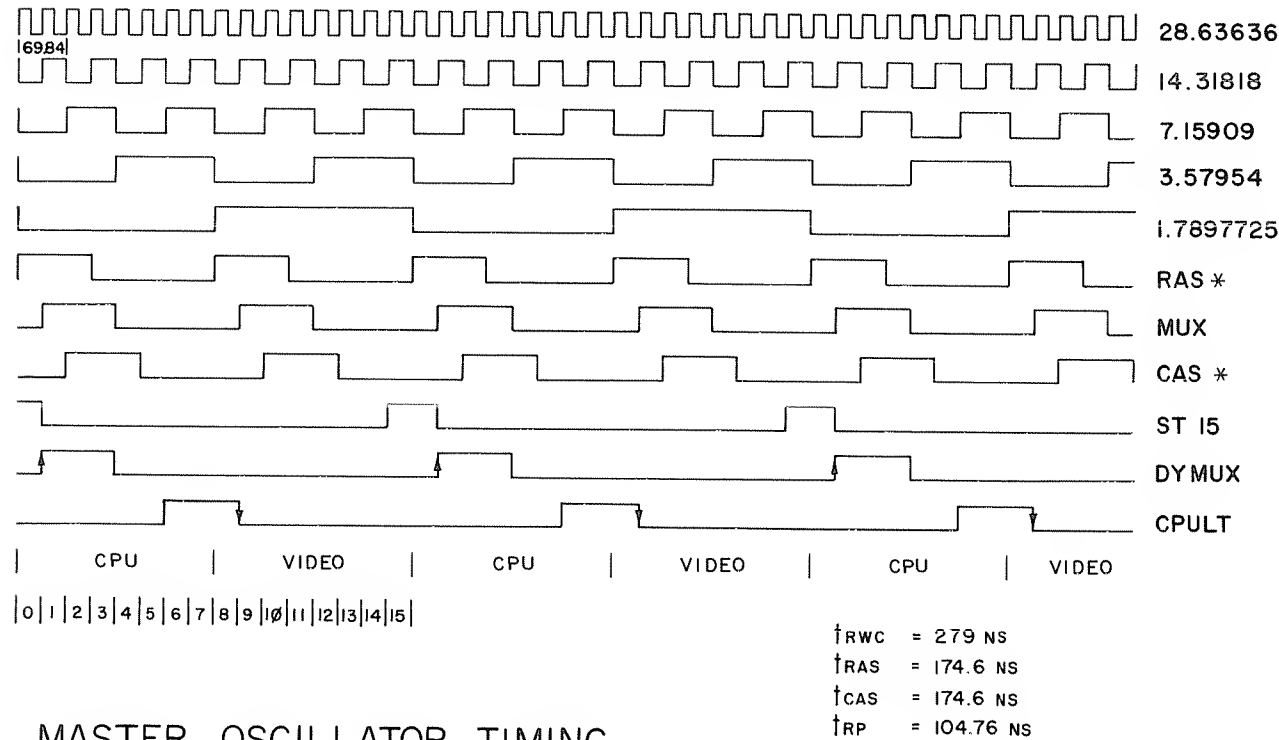 28.63636
69.84
14.31818
7.15909
3.57954
1.7897725
RAS *
MUX
CAS *
ST 15
DYMUX
CPULT
CPU VIDEO CPU VIDEO CPU VIDEO
0 1 2 3 4 5 6 7 8 9 10 11 12 13 14 15
tRWC = 279 NS
tRAS = 174.6 NS
tCAS = 174.6 NS
tRP = 104.76 NS
MASTER OSCILLATOR TIMING